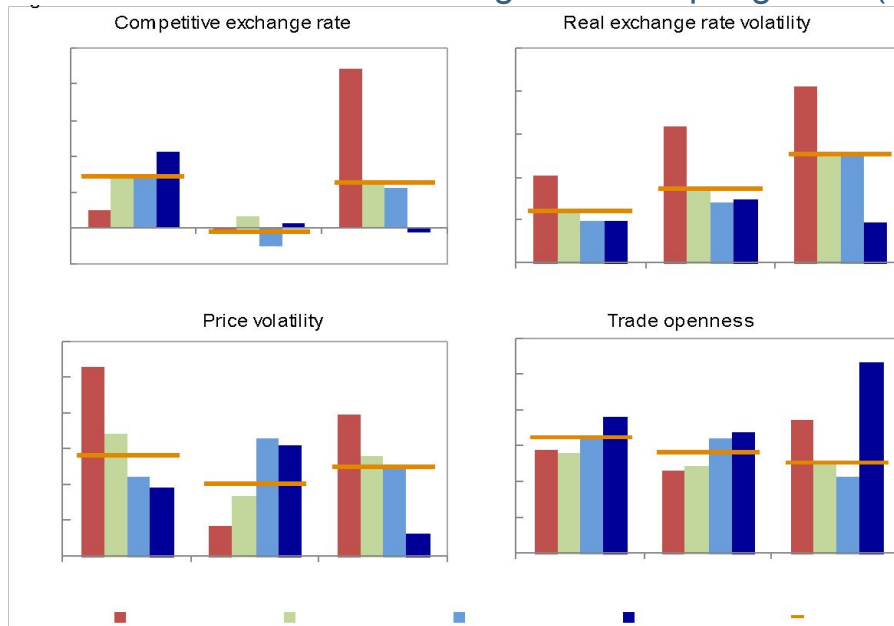 Competitive exchange rate
Real exchange rate volatility
Price volatility
Trade openness